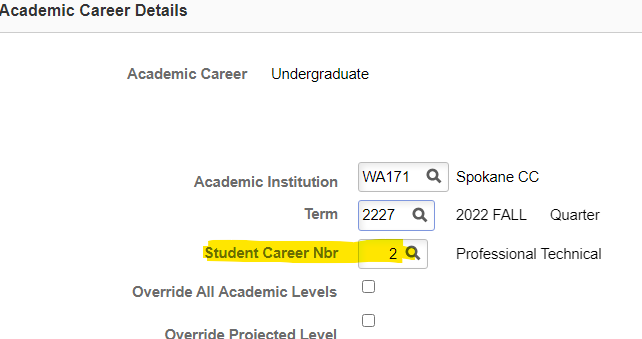 Academic Career Details
Academic Career Undergraduate
Academic Institution WA171 Spokane CC
Term 2227 2022 FALL Quarter
Student Career Nbr 2 Professional Technical
Override All Academic Levels
Override Projected Level